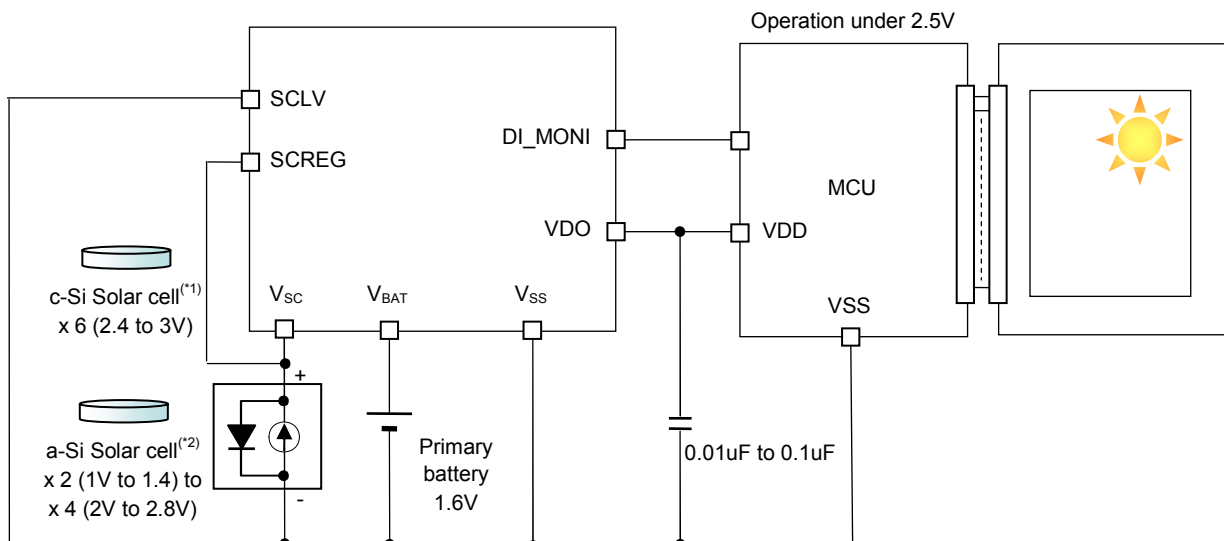 Operation under 2.5V
SCLV
SCREG
DI_MONI
MCU
VDO
VDD
c-Si Solar cell(*1)
x 6 (2.4 to 3V)
VSC
VBAT
VSS
VSS
+
a-Si Solar cell(*2)
x 2 (1V to 1.4) to
x 4 (2V to 2.8V)
-
Primary
battery
1.6V
0.01uF to 0.1uF